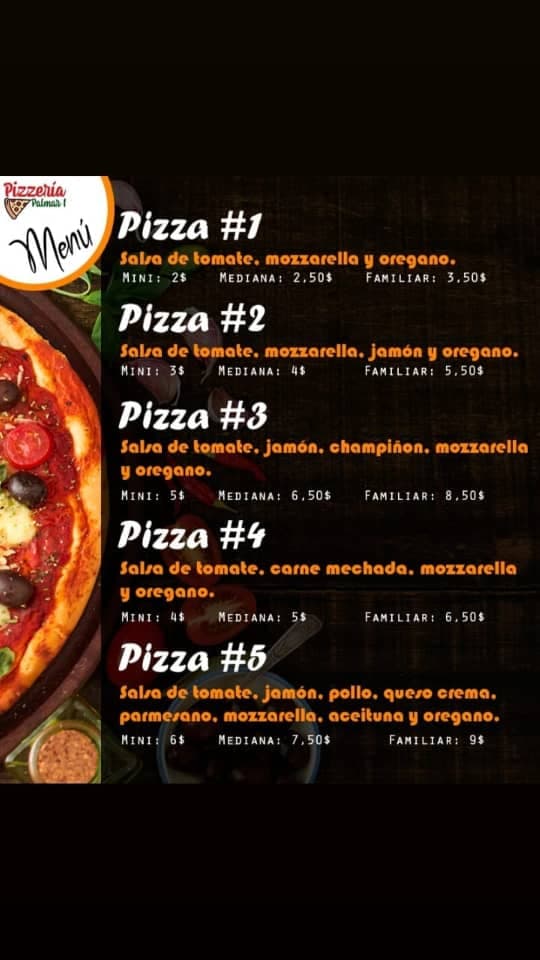 Pizzería
Palmar 1
Menú
Pizza #1
Salsa de tomate, mozzarella y oregano.
Mini: 2$ Mediana: 2,50$ Familiar: 3,50$
Pizza #2
Salsa de tomate, mozzarella, jamón y oregano.
Mini: 3$ Mediana: 4$ Familiar: 5,50$
Pizza #3
Salsa de tomate, jamón, champiñon, mozzarella
y oregano.
Mini: 5$ Mediana: 6,50$ Familiar: 8,50$
Pizza #4
Salsa de tomate, carne mechada, mozzarella
y oregano.
Mini: 4$ Mediana: 5$ Familiar: 6,50$
Pizza #5
Salsa de tomate, jamón, pollo, queso crema,
parmesano, mozzarella, aceituna y oregano.
Mini: 6$ Mediana: 7,50$ Familiar: 9$